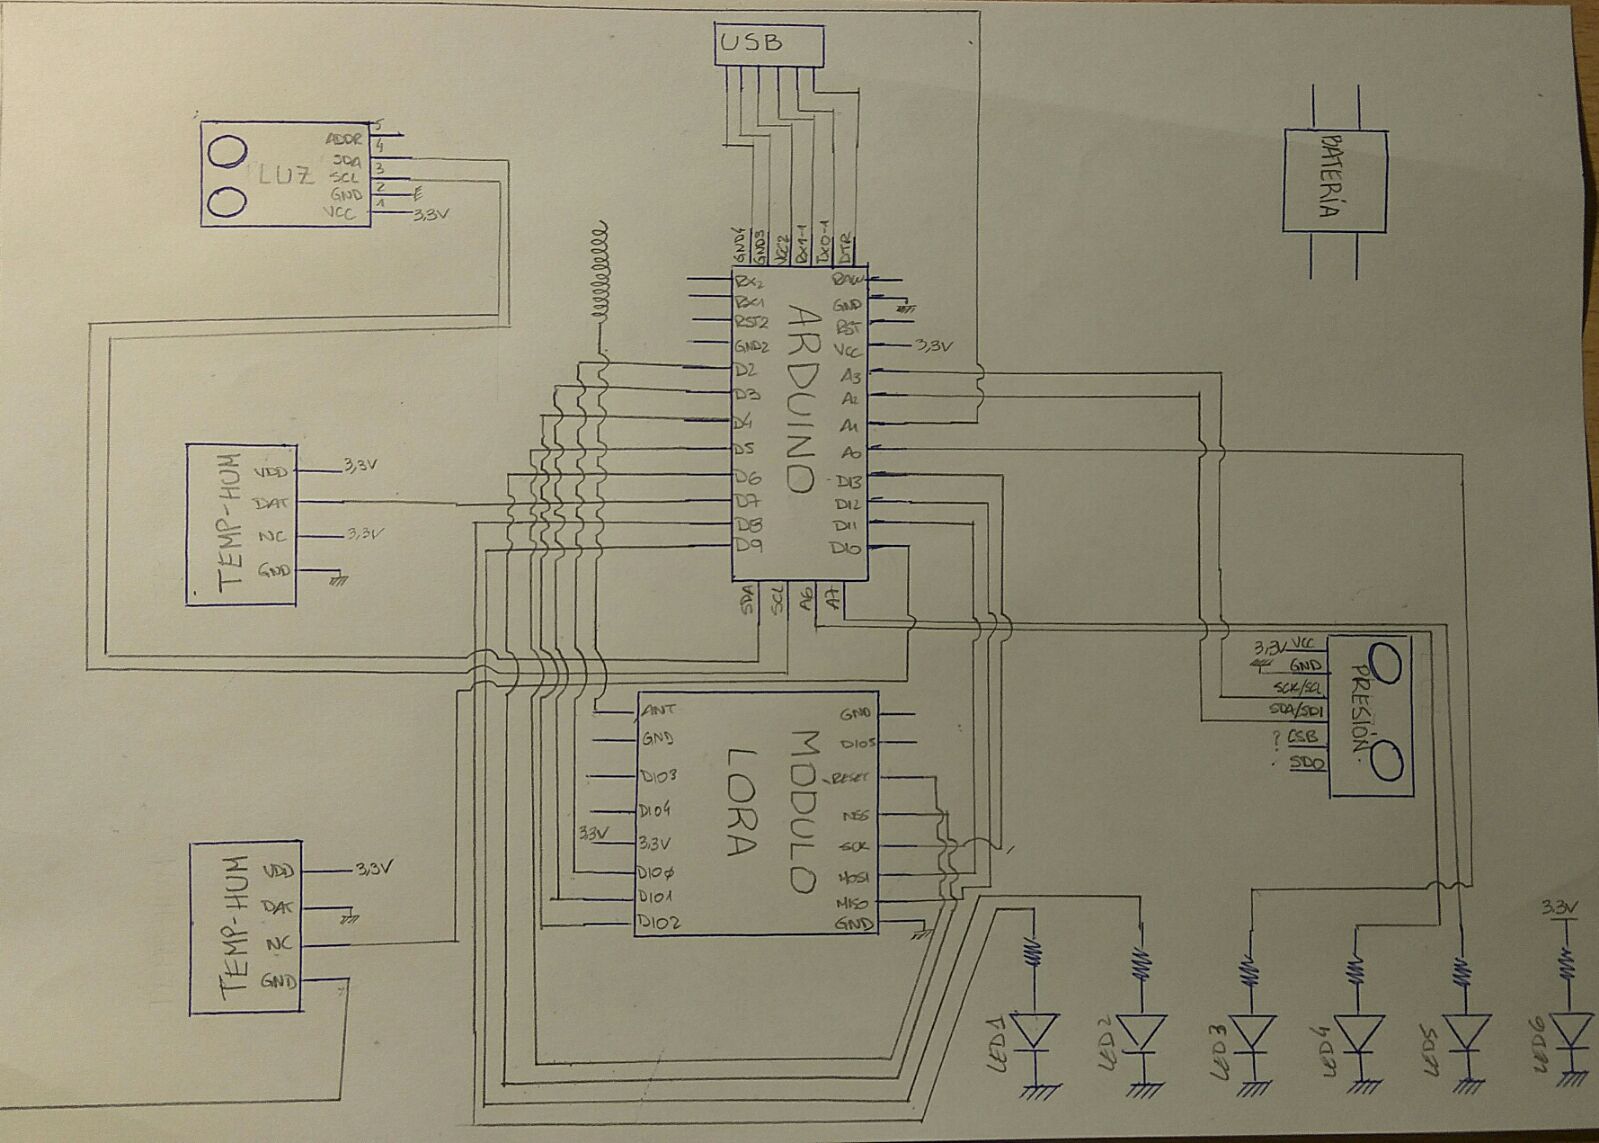 USB
BATERÍA
LUZ
5
ADDR
4
SDA
3
SCL
2
GND
1
VCC
3,3V
GND4
GND3
VCC2
RX1-1
TX0-1
DTR
ARDUINO
RX2
RX1
RST2
GND2
D2
D3
D4
D5
D6
D7
D8
D9
RAW
GND
RST
VCC
3,3V
A3
A2
A1
A0
D13
D12
D11
D10
SDA
SCL
A6
A7
TEMP-HUM
VDD
3,3V
DAT
NC
3,3V
GND
PRESIÓN.
3,3V
VCC
GND
SCK/SCL
SDA/SDI
?
CSB
SDO
MODULO
LORA
ANT
GND
DIO3
DIO4
3.3V
3,3V
DIO0
DIO1
DIO2
GND
DIO5
RESET
NSS
SCK
MOSI
MISO
GND
TEMP-HUM
VDD
3,3V
DAT
NC
GND
LED1
LED2
LED3
LED4
LED5
3.3V
LED6